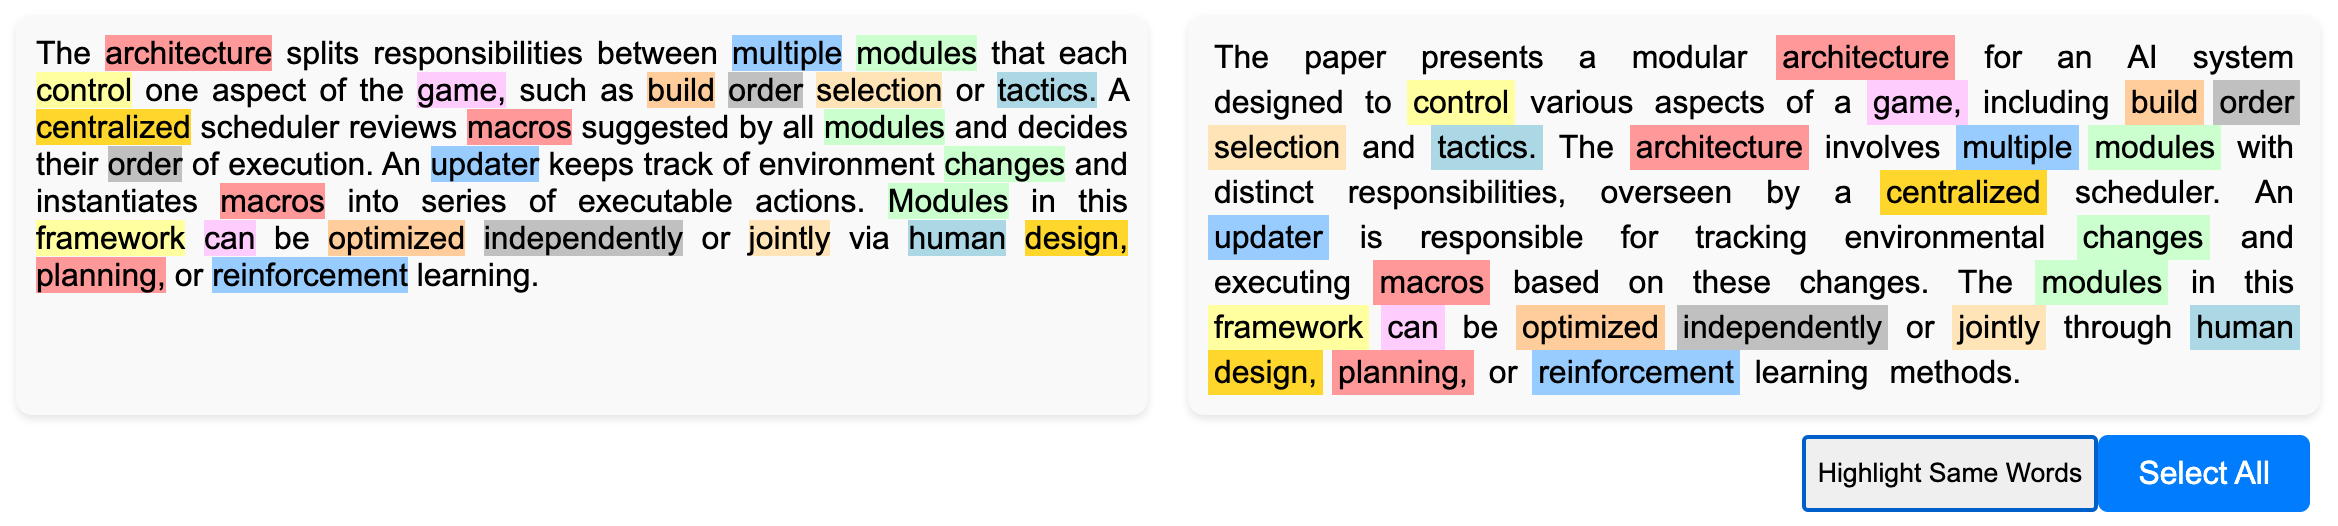 The architecture splits responsibilities between multiple modules that each
control one aspect of the game, such as build order selection or tactics. A
centralized scheduler reviews macros suggested by all modules and decides
their order of execution. An updater keeps track of environment changes and
instantiates macros into series of executable actions. Modules in this
framework can be optimized independently or jointly via human design,
planning, or reinforcement learning.
The paper presents a modular architecture for an AI system
designed to control various aspects of a game, including build order
selection and tactics. The architecture involves multiple modules with
distinct responsibilities, overseen by a centralized scheduler. An
updater is responsible for tracking environmental changes and
executing macros based on these changes. The modules in this
framework can be optimized independently or jointly through human
design, planning, or reinforcement learning methods.
Highlight Same Words
Select All